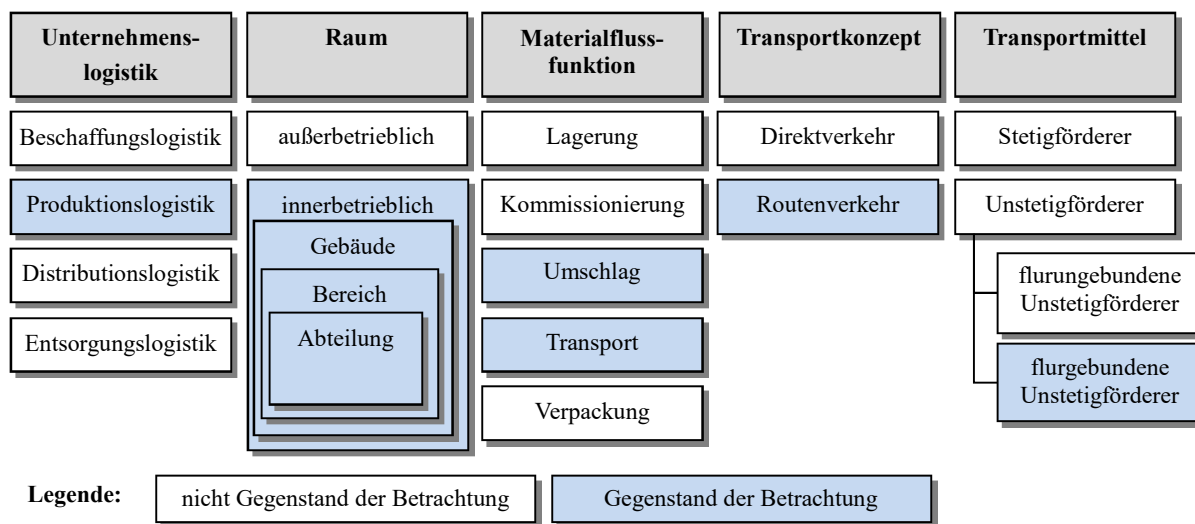 Unternehmens-
logistik
Raum
Materialfluss-
funktion
Transportkonzept
Transportmittel
Beschaffungslogistik
außerbetrieblich
Lagerung
Direktverkehr
Stetigförderer
Produktionslogistik
innerbetrieblich
Kommissionierung
Routenverkehr
Unstetigförderer
Gebäude
Distributionslogistik
Bereich
Umschlag
flurungebundene
Unstetigförderer
Entsorgungslogistik
Abteilung
Transport
flurgebundene
Unstetigförderer
Verpackung
Legende:
nicht Gegenstand der Betrachtung
Gegenstand der Betrachtung